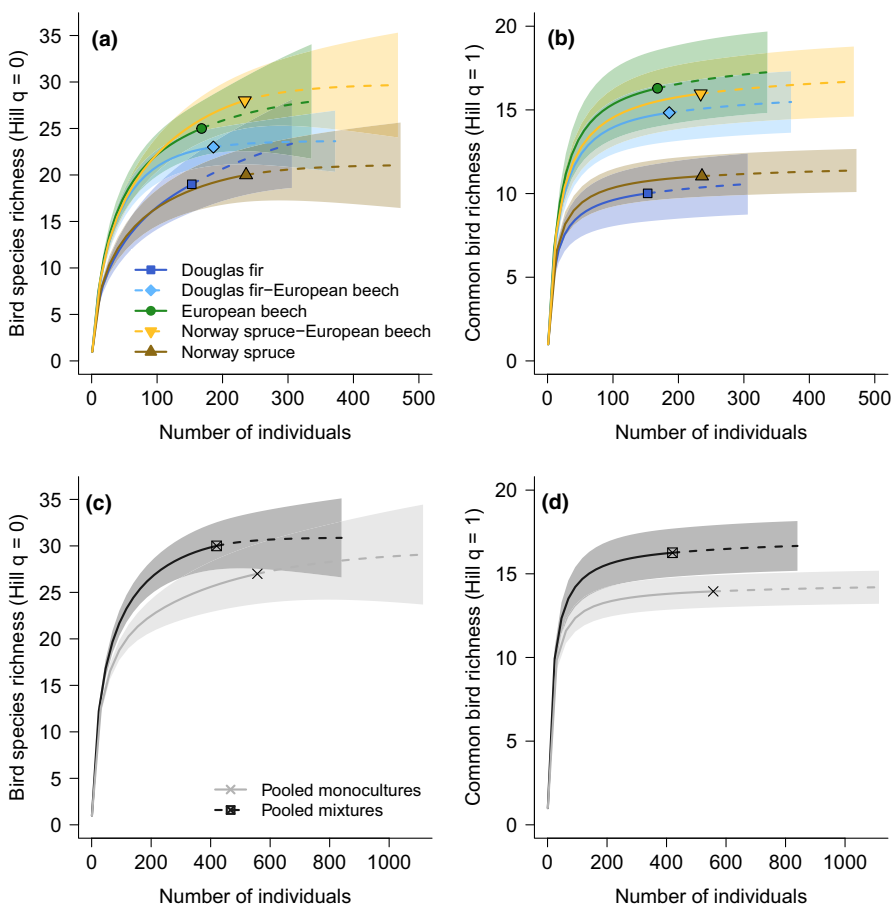 (a)
Bird species richness (Hill q = 0)
35
30
25
20
15
10
5
0
Douglas fir
Douglas fir−European beech
European beech
Norway spruce−European beech
Norway spruce
0 100 200 300 400 500
Number of individuals
(b)
Common bird richness (Hill q = 1)
20
15
10
5
0
0 100 200 300 400 500
Number of individuals
(c)
Bird species richness (Hill q = 0)
35
30
25
20
15
10
5
0
Pooled monocultures
Pooled mixtures
0 200 400 600 800 1000
Number of individuals
(d)
Common bird richness (Hill q = 1)
20
15
10
5
0
0 200 400 600 800 1000
Number of individuals